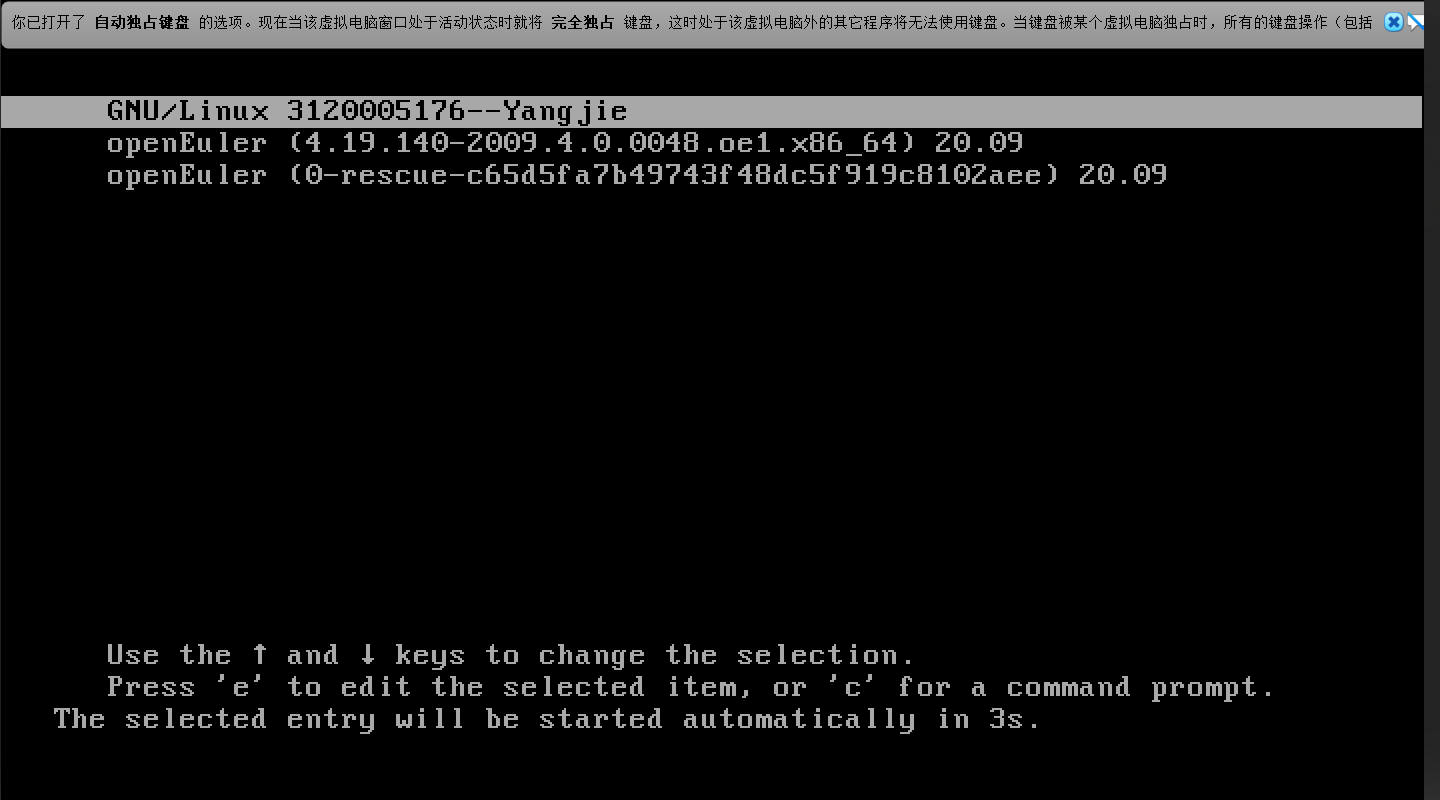 你已打开了 自动独占键盘 的选项。现在当该虚拟电脑窗口处于活动状态时就将 完全独占 键盘，这时处于该虚拟电脑外的其它程序将无法使用键盘。当键盘被某个虚拟电脑独占时，所有的键盘操作（包括
GNU/Linux 3120005176--Yangjie
openEuler (4.19.140-2009.4.0.0048.oe1.x86_64) 20.09
openEuler (0-rescue-c65d5fa7b49743f48dc5f919c8102aee) 20.09
Use the ↑ and ↓ keys to change the selection.
Press 'e' to edit the selected item, or 'c' for a command prompt.
The selected entry will be started automatically in 3s.